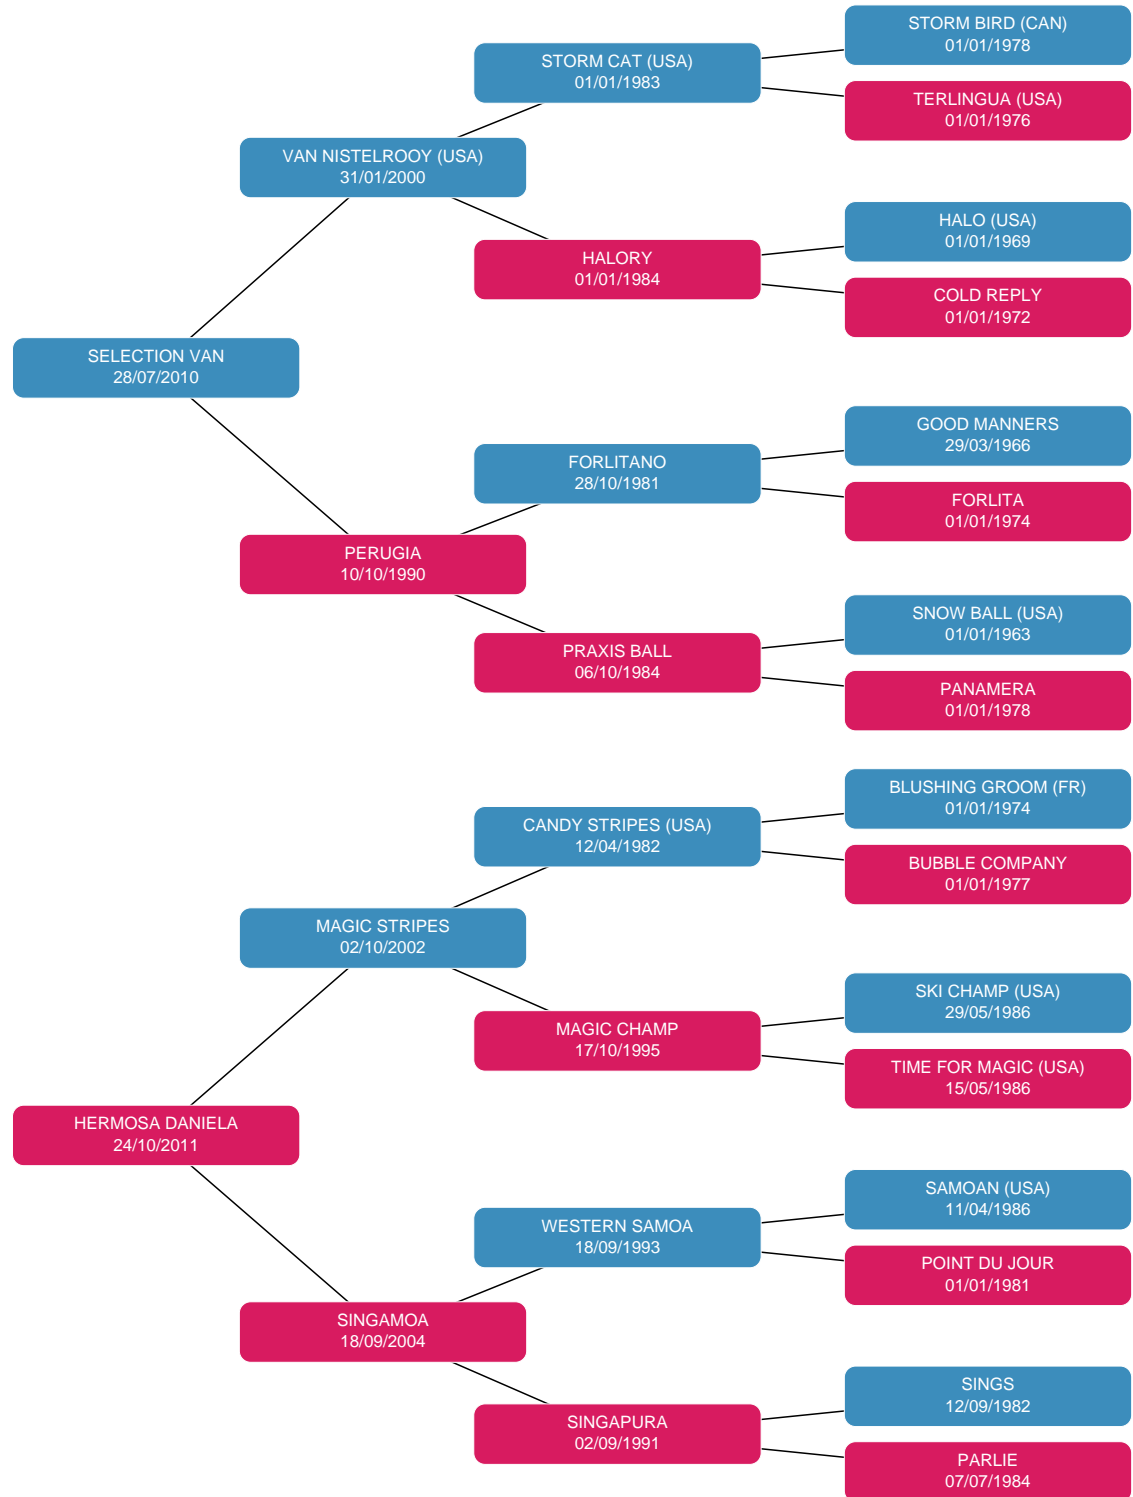 STORM BIRD (CAN)
01/01/1978
STORM CAT (USA)
01/01/1983
TERLINGUA (USA)
01/01/1976
VAN NISTELROOY (USA)
31/01/2000
HALO (USA)
01/01/1969
HALORY
01/01/1984
COLD REPLY
01/01/1972
SELECTION VAN
28/07/2010
GOOD MANNERS
29/03/1966
FORLITANO
28/10/1981
FORLITA
01/01/1974
PERUGIA
10/10/1990
SNOW BALL (USA)
01/01/1963
PRAXIS BALL
06/10/1984
PANAMERA
01/01/1978
BLUSHING GROOM (FR)
01/01/1974
CANDY STRIPES (USA)
12/04/1982
BUBBLE COMPANY
01/01/1977
MAGIC STRIPES
02/10/2002
SKI CHAMP (USA)
29/05/1986
MAGIC CHAMP
17/10/1995
TIME FOR MAGIC (USA)
15/05/1986
HERMOSA DANIELA
24/10/2011
SAMOAN (USA)
11/04/1986
WESTERN SAMOA
18/09/1993
POINT DU JOUR
01/01/1981
SINGAMOA
18/09/2004
SINGS
12/09/1982
SINGAPURA
02/09/1991
PARLIE
07/07/1984